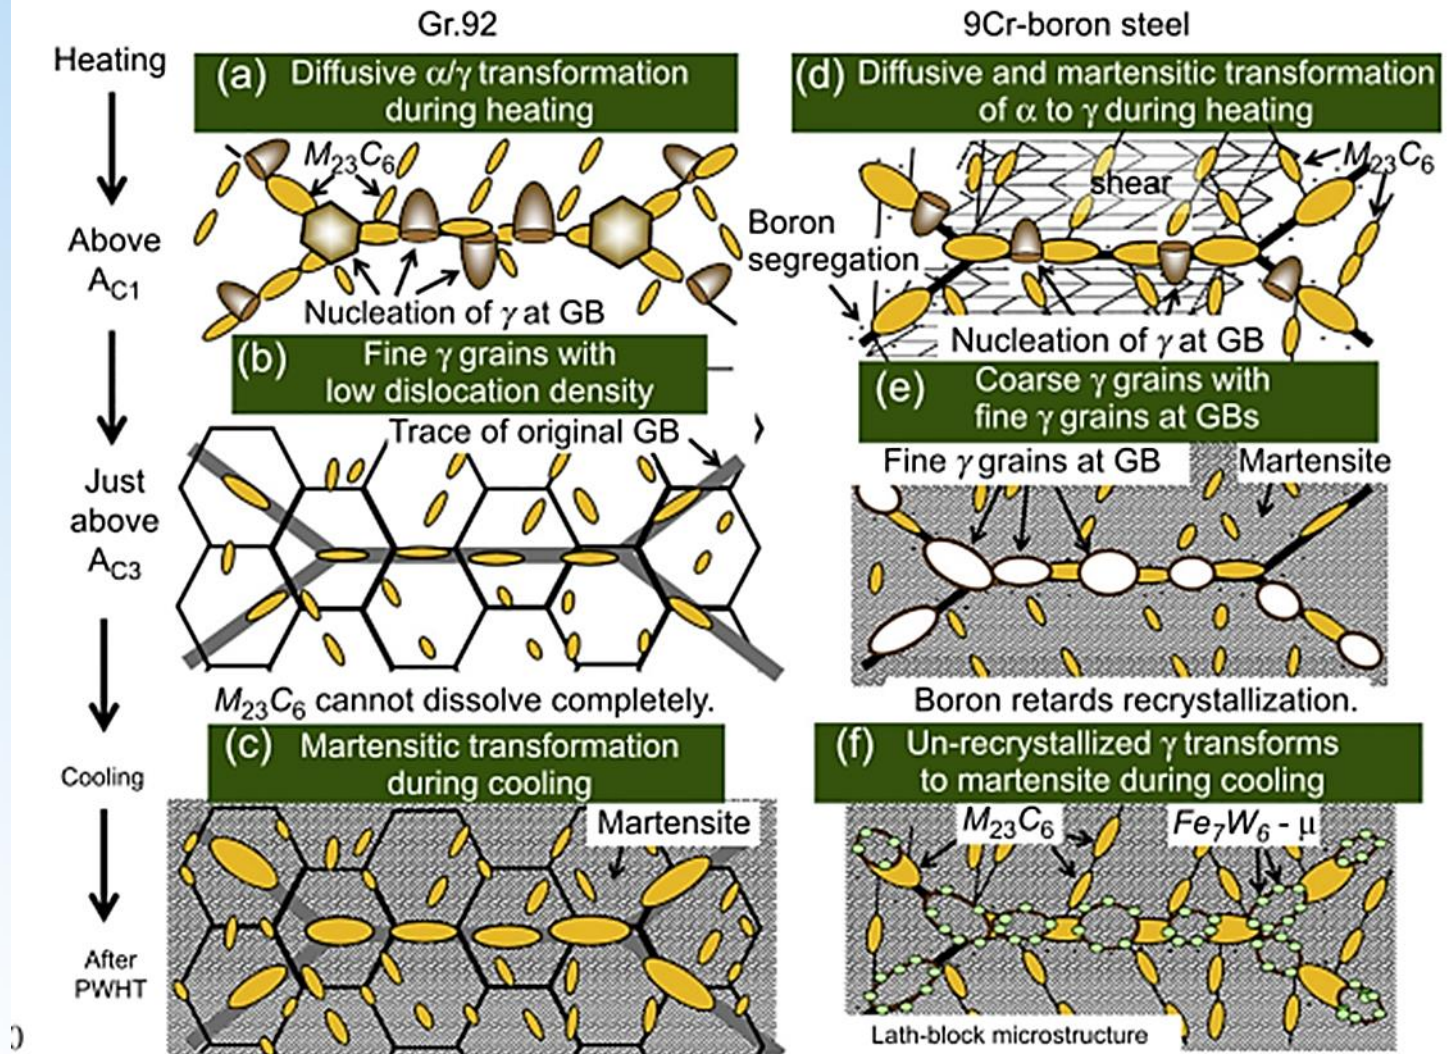 Gr.92
9Cr-boron steel
Heating
Above
A_C1
Just
above
A_C3
Cooling
After
PWHT
(a) Diffusive α/γ transformation
during heating
M23C6
Nucleation of γ at GB
(b) Fine γ grains with
low dislocation density
Trace of original GB
M23C6 cannot dissolve completely.
(c) Martensitic transformation
during cooling
Martensite
(d) Diffusive and martensitic transformation
of α to γ during heating
M23C6
shear
Boron
segregation
Nucleation of γ at GB
(e) Coarse γ grains with
fine γ grains at GBs
Fine γ grains at GB
Martensite
Boron retards recrystallization.
(f) Un-recrystallized γ transforms
to martensite during cooling
M23C6
Fe7W6 - μ
Lath-block microstructure